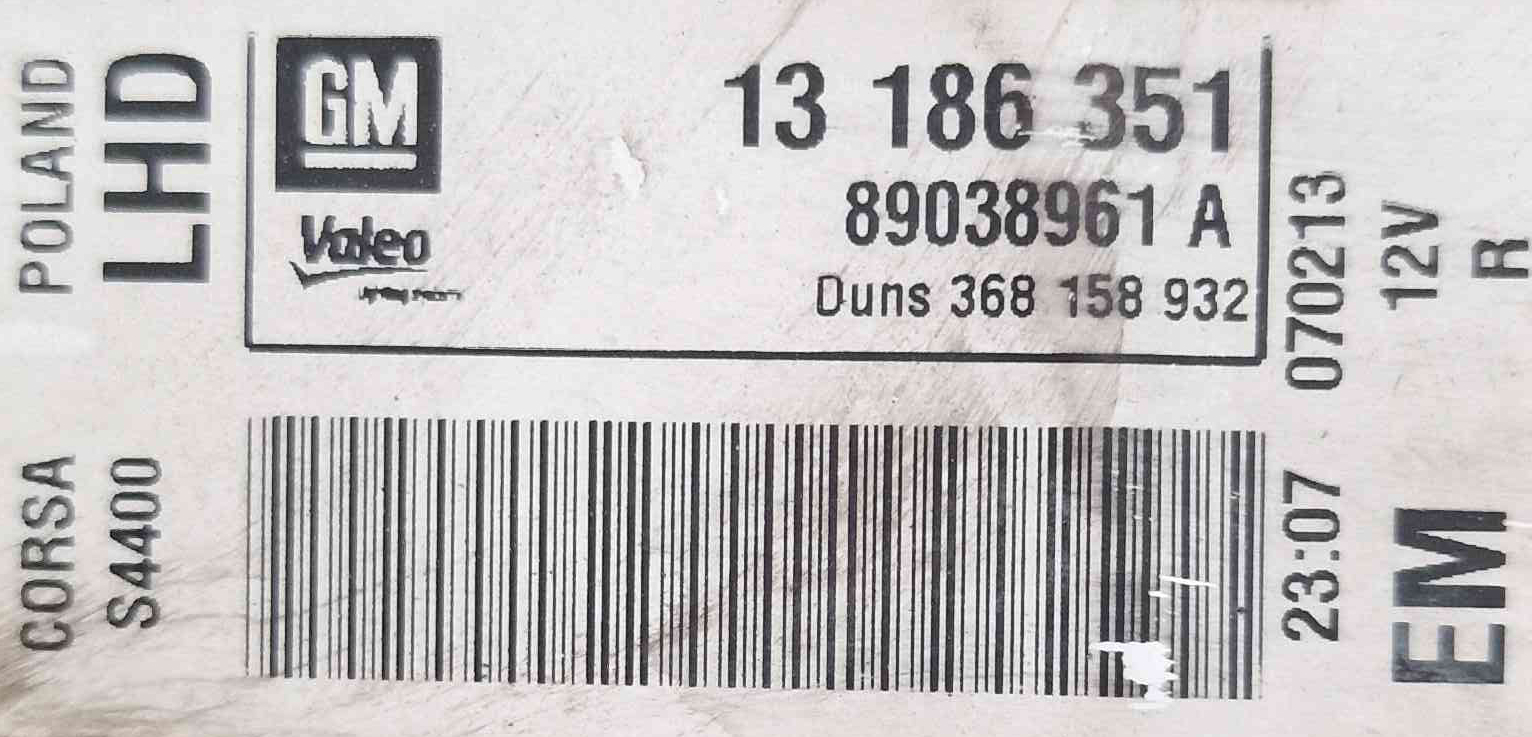 POLAND
LHD
CORSA
S4400
GM
Valeo
13 186 351
89038961 A
Duns 368 158 932
070213
12V
R
23:07
EM